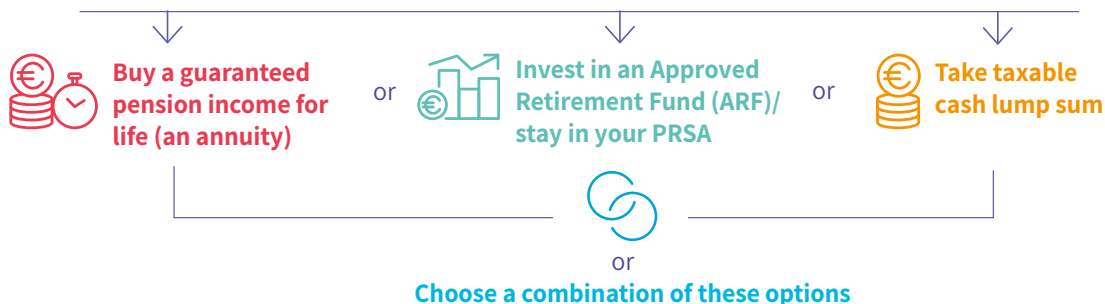 Buy a guaranteed
pension income for
life (an annuity)
or
Invest in an Approved
Retirement Fund (ARF)/
stay in your PRSA
or
Take taxable
cash lump sum
or
Choose a combination of these options